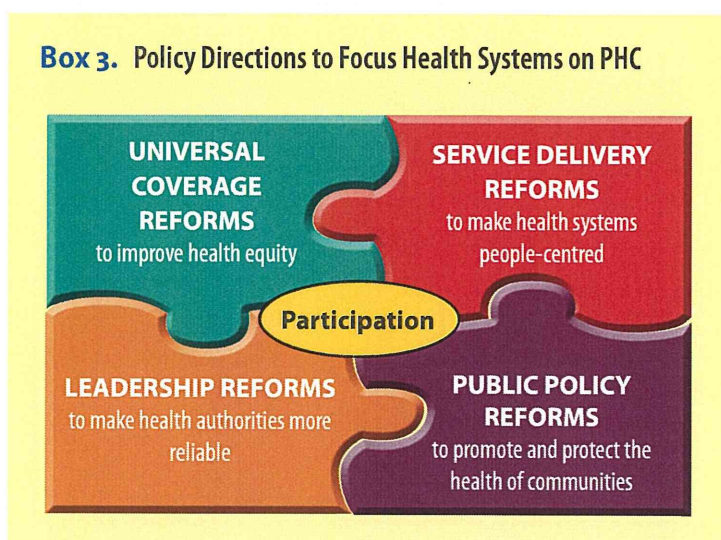 Box 3. Policy Directions to Focus Health Systems on PHC
UNIVERSAL
COVERAGE
REFORMS
to improve health equity
SERVICE DELIVERY
REFORMS
to make health systems
people-centred
Participation
LEADERSHIP REFORMS
to make health authorities more
reliable
PUBLIC POLICY
REFORMS
to promote and protect the
health of communities